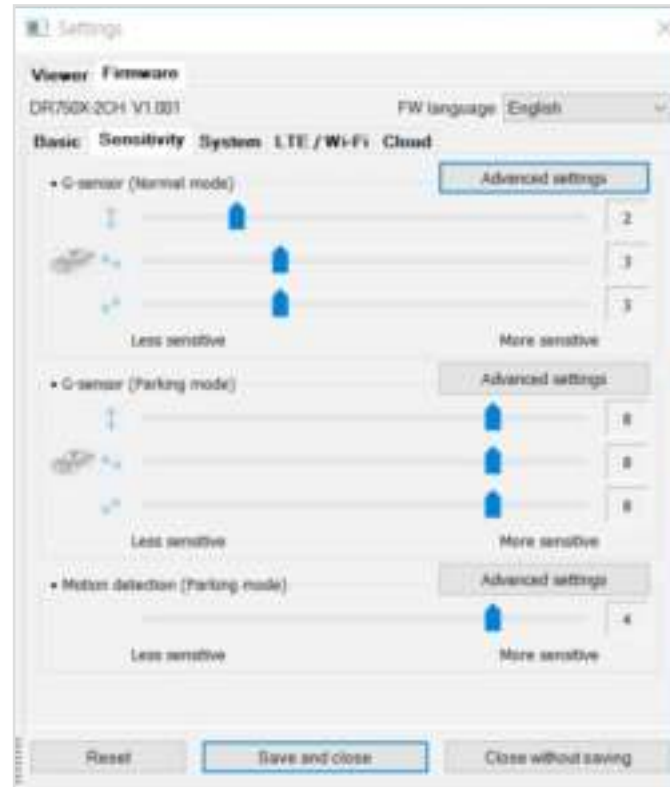 Settings
Viewer Firmware
DR750X-2CH V1.001 FW language English
Basic Sensitivity System LTE / Wi-Fi Cloud
• G-sensor (Normal mode) Advanced settings
2
3
3
Less sensitive More sensitive
• G-sensor (Parking mode) Advanced settings
8
8
8
Less sensitive More sensitive
• Motion detection (Parking mode) Advanced settings
4
Less sensitive More sensitive
Reset Save and close Close without saving